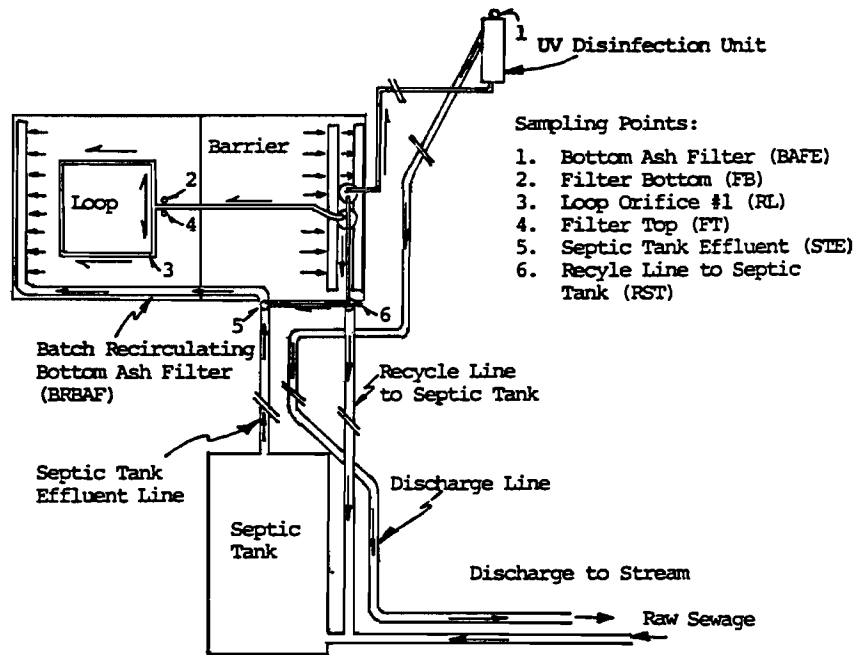 1
UV Disinfection Unit
Sampling Points:
1. Bottom Ash Filter (BAFE)
2. Filter Bottom (FB)
3. Loop Orifice #1 (RL)
4. Filter Top (FT)
5. Septic Tank Effluent (STE)
6. Recyle Line to Septic
Tank (RST)
Barrier
Loop
2
4
3
5
6
Batch Recirculating
Bottom Ash Filter
(BRBAF)
Recycle Line
to Septic Tank
Septic Tank
Effluent Line
Discharge Line
Septic
Tank
Discharge to Stream
Raw Sewage